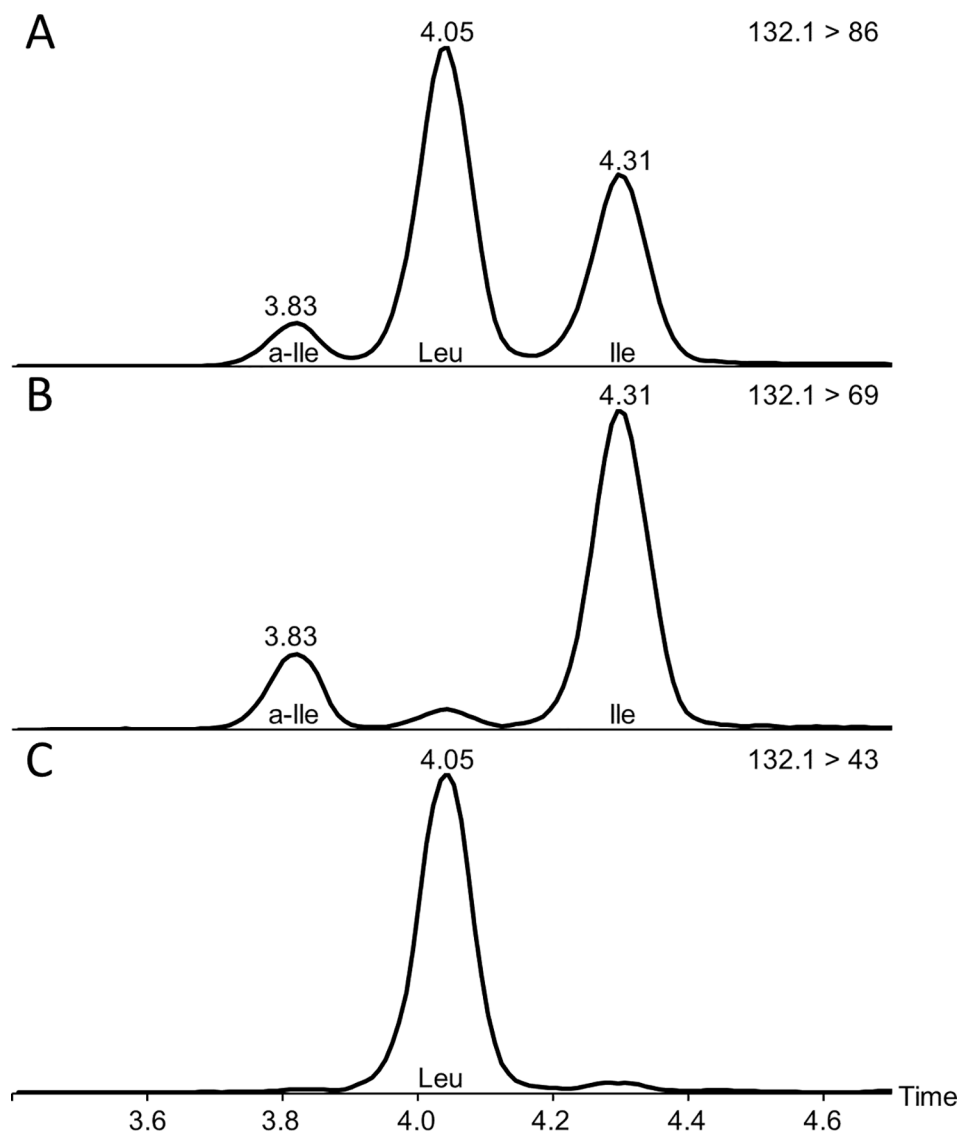 A
4.05
132.1 > 86
4.31
3.83
a-Ile
Leu
Ile
B
4.31
132.1 > 69
3.83
a-Ile
Ile
C
4.05
132.1 > 43
Leu
Time
3.6 3.8 4.0 4.2 4.4 4.6